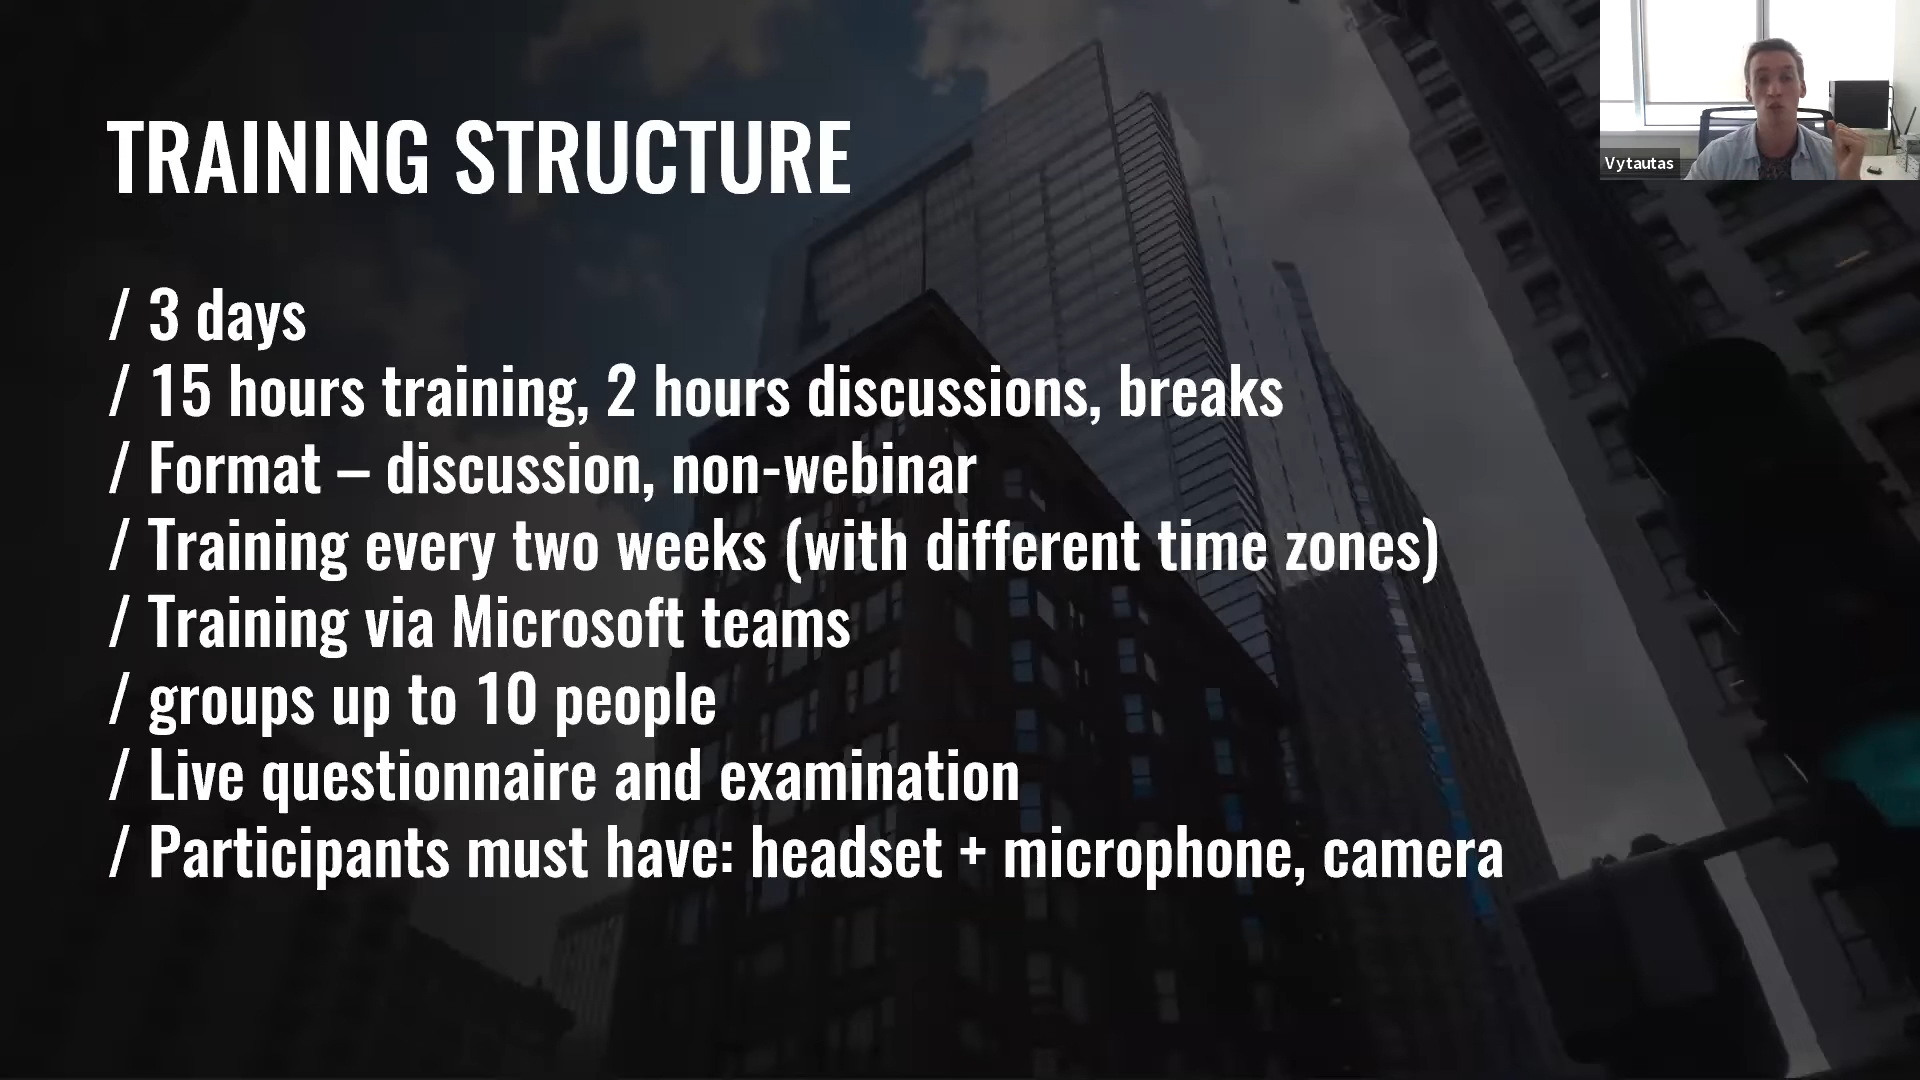 TRAINING STRUCTURE
/ 3 days
/ 15 hours training, 2 hours discussions, breaks
/ Format – discussion, non-webinar
/ Training every two weeks (with different time zones)
/ Training via Microsoft teams
/ groups up to 10 people
/ Live questionnaire and examination
/ Participants must have: headset + microphone, camera
Vytautas